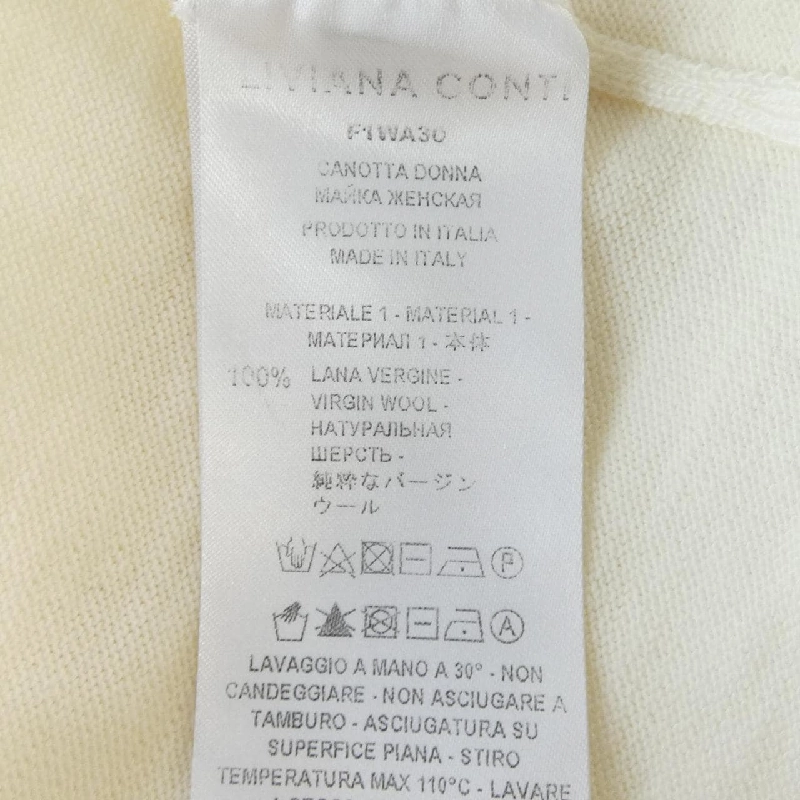 LIVIANA CONTI
F1WA30
CANOTTA DONNA
МАЙКА ЖЕНСКАЯ
PRODOTTO IN ITALIA
MADE IN ITALY
MATERIALE 1 - MATERIAL 1 -
МАТЕРИАЛ 1 - 本体
100% LANA VERGINE -
VIRGIN WOOL -
НАТУРАЛЬНАЯ
ШЕРСТЬ -
純粋なバージン
ウール
P
A
LAVAGGIO A MANO A 30° - NON
CANDEGGIARE - NON ASCIUGARE A
TAMBURO - ASCIUGATURA SU
SUPERFICE PIANA - STIRO
TEMPERATURA MAX 110°C - LAVARE